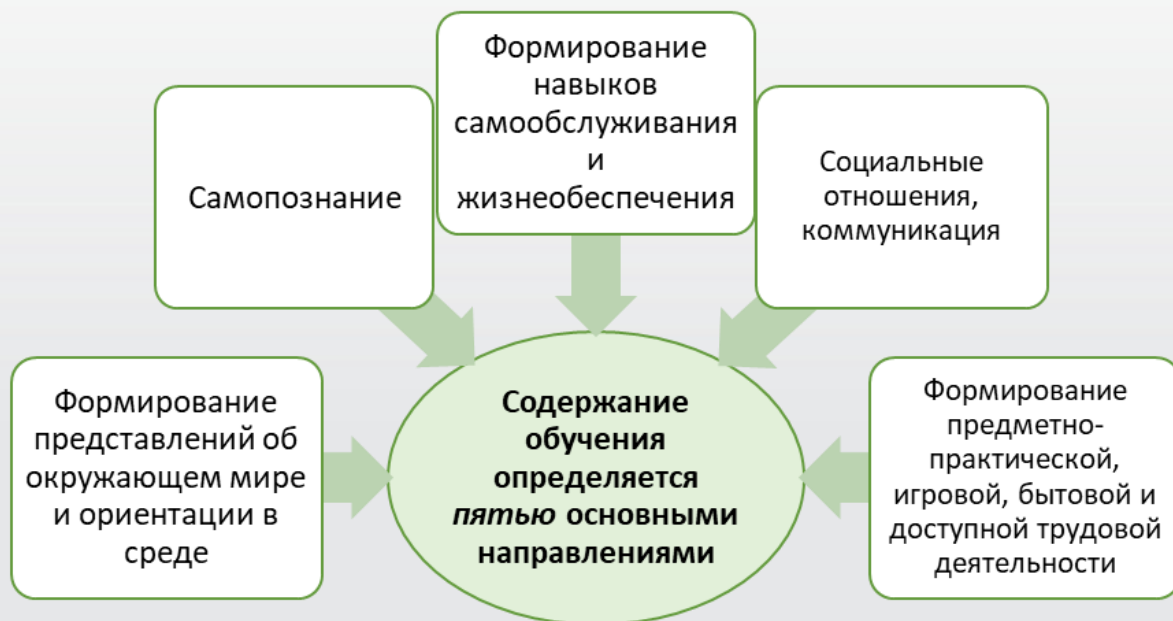 Формирование
навыков
самообслуживания
и
жизнеобеспечения
Самопознание
Социальные
отношения,
коммуникация
Формирование
представлений об
окружающем мире
и ориентации в
среде
Содержание
обучения
определяется
пятью основными
направлениями
Формирование
предметно-
практической,
игровой, бытовой и
доступной трудовой
деятельности